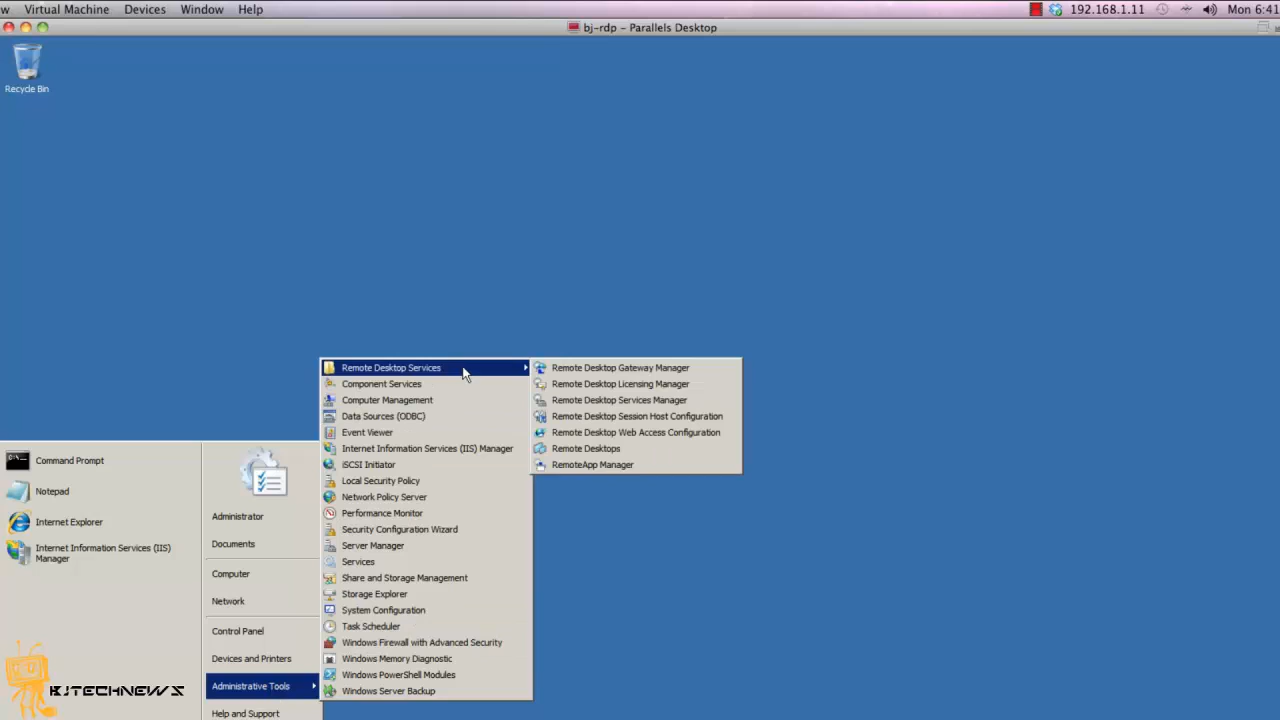 w Virtual Machine Devices Window Help 192.168.1.11 Mon 6:41
bj-rdp - Parallels Desktop
Recycle Bin
Remote Desktop Services
Component Services
Computer Management
Data Sources (ODBC)
Event Viewer
Internet Information Services (IIS) Manager
iSCSI Initiator
Local Security Policy
Network Policy Server
Performance Monitor
Security Configuration Wizard
Server Manager
Services
Share and Storage Management
Storage Explorer
System Configuration
Task Scheduler
Windows Firewall with Advanced Security
Windows Memory Diagnostic
Windows PowerShell Modules
Windows Server Backup
Remote Desktop Gateway Manager
Remote Desktop Licensing Manager
Remote Desktop Services Manager
Remote Desktop Session Host Configuration
Remote Desktop Web Access Configuration
Remote Desktops
RemoteApp Manager
Command Prompt
Notepad
Internet Explorer
Internet Information Services (IIS)
Manager
Administrator
Documents
Computer
Network
Control Panel
Devices and Printers
Administrative Tools
Help and Support
BJTECHNEWS